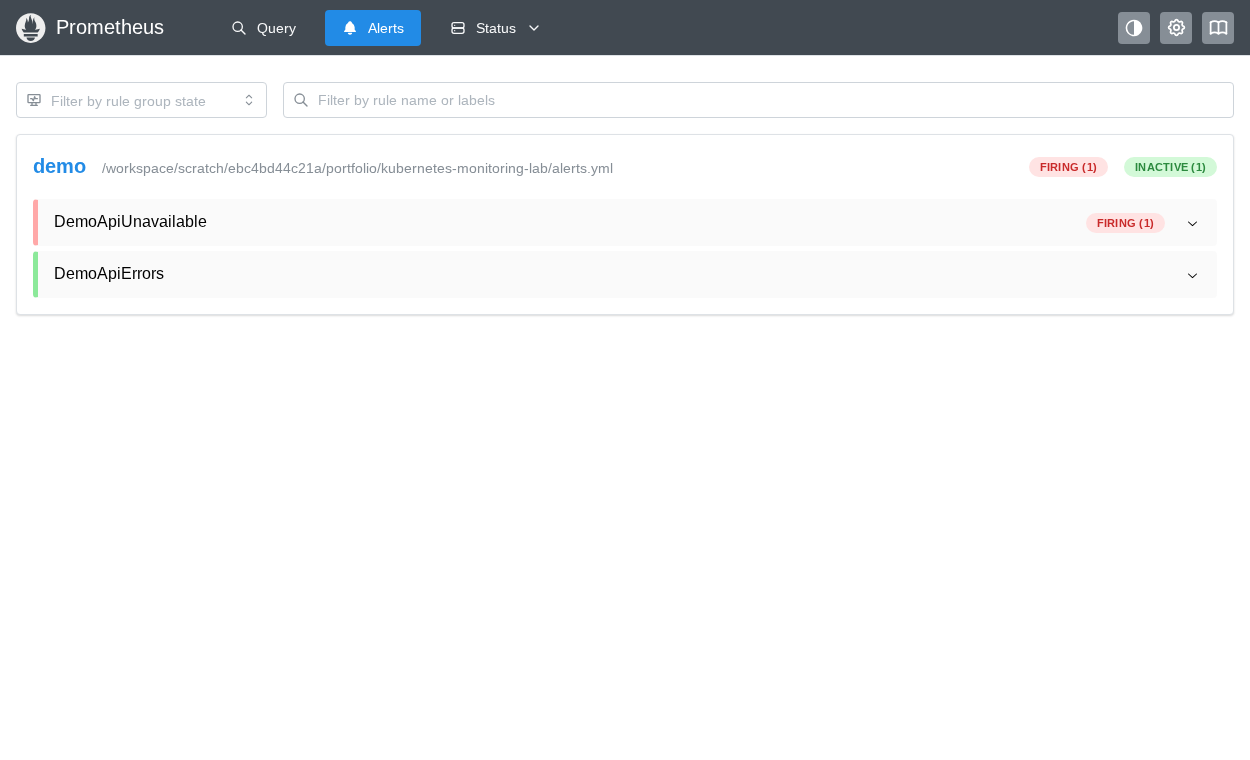 Prometheus
Query
Alerts
Status
Filter by rule group state
Filter by rule name or labels
demo /workspace/scratch/ebc4bd44c21a/portfolio/kubernetes-monitoring-lab/alerts.yml FIRING (1) INACTIVE (1)
DemoApiUnavailable FIRING (1)
DemoApiErrors